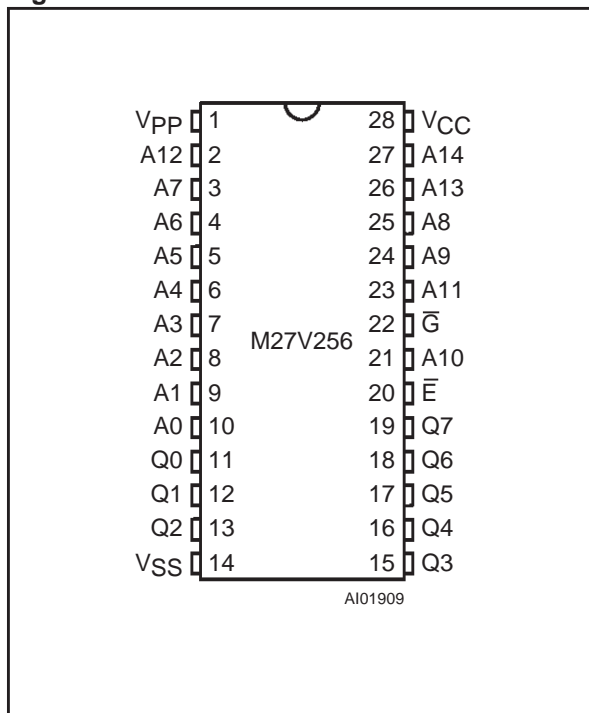 VPP 1 28 VCC
A12 2 27 A14
A7 3 26 A13
A6 4 25 A8
A5 5 24 A9
A4 6 23 A11
A3 7 22 G̅
A2 8 21 A10
A1 9 20 E̅
A0 10 19 Q7
Q0 11 18 Q6
Q1 12 17 Q5
Q2 13 16 Q4
VSS 14 15 Q3
M27V256
AI01909